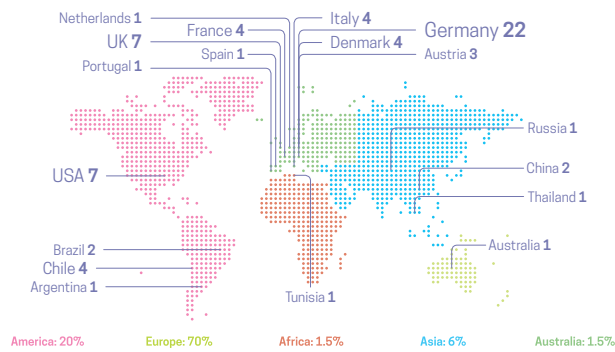 Netherlands 1
Italy 4
France 4
Germany 22
UK 7
Denmark 4
Spain 1
Austria 3
Portugal 1
Russia 1
USA 7
China 2
Thailand 1
Brazil 2
Australia 1
Chile 4
Argentina 1
Tunisia 1
America: 20%
Europe: 70%
Africa: 1.5%
Asia: 6%
Australia: 1.5%